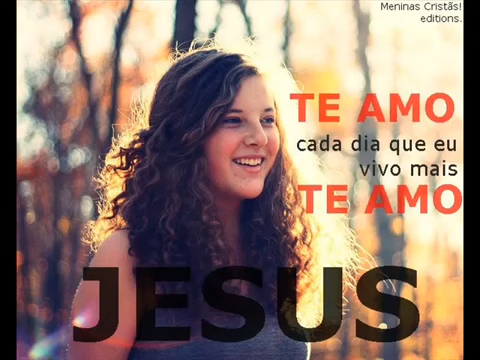 Meninas Cristãs!
editions.
TE AMO
cada dia que eu
vivo mais
TE AMO
JESUS